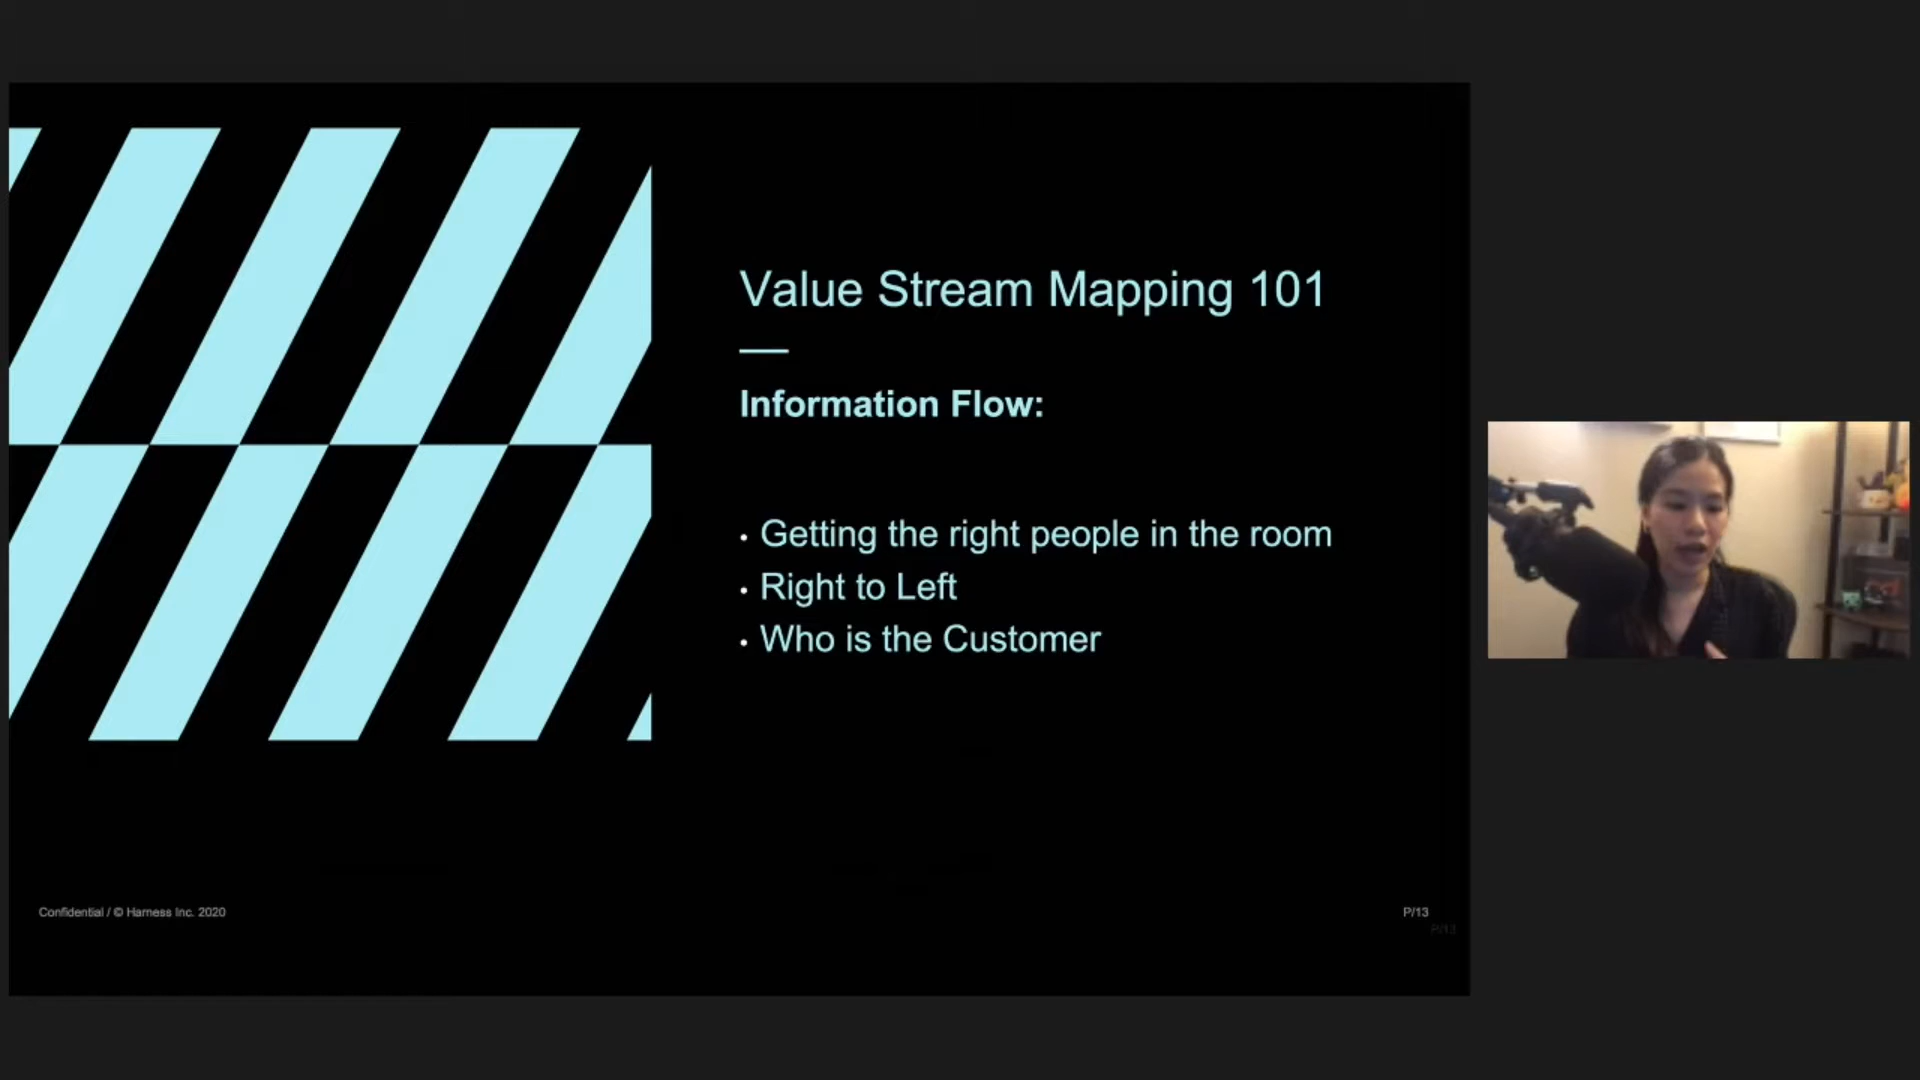 Value Stream Mapping 101
Information Flow:
• Getting the right people in the room
• Right to Left
• Who is the Customer
Confidential / © Harness Inc. 2020
P/13
P/13